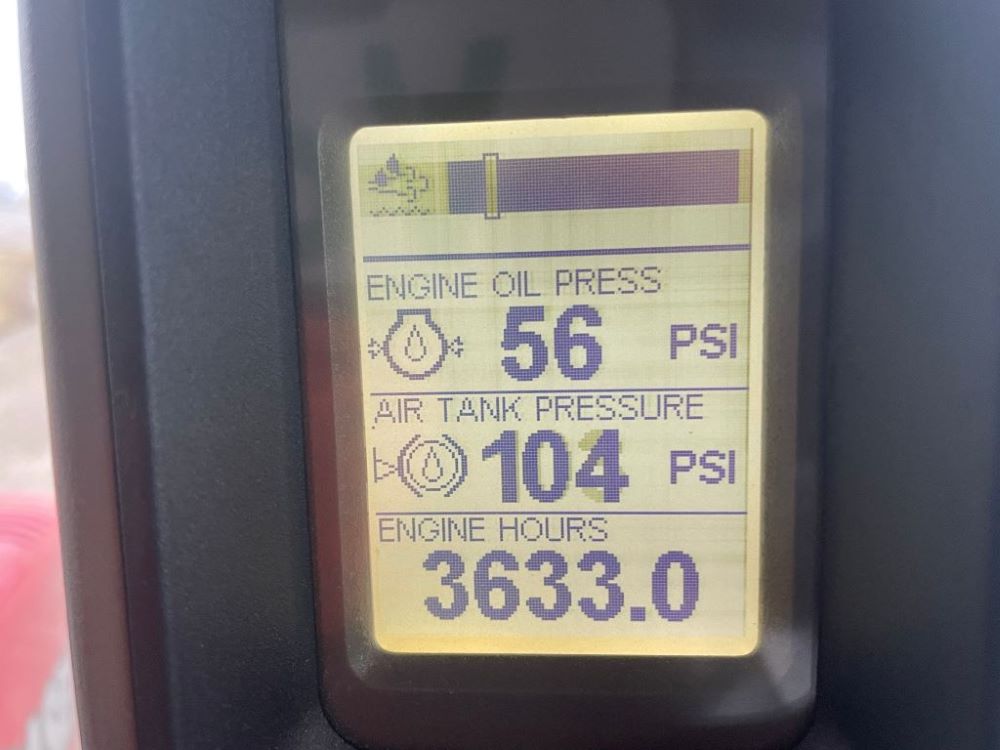 ENGINE OIL PRESS
56 PSI
AIR TANK PRESSURE
104 PSI
ENGINE HOURS
3633.0